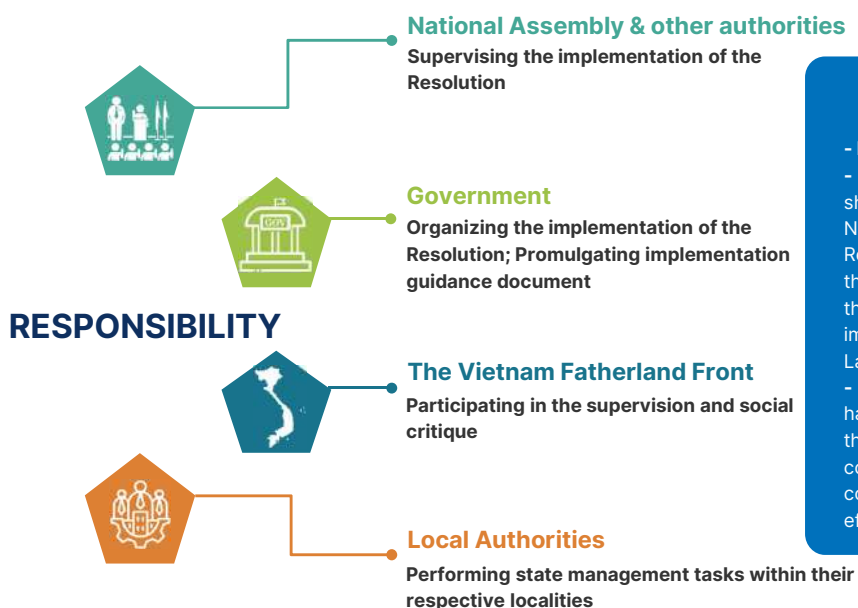 National Assembly & other authorities
Supervising the implementation of the
Resolution
Government
Organizing the implementation of the
Resolution; Promulgating implementation
guidance document
GOV
RESPONSIBILITY
The Vietnam Fatherland Front
Participating in the supervision and social
critique
Local Authorities
Performing state management tasks within their
respective localities
-
-
-